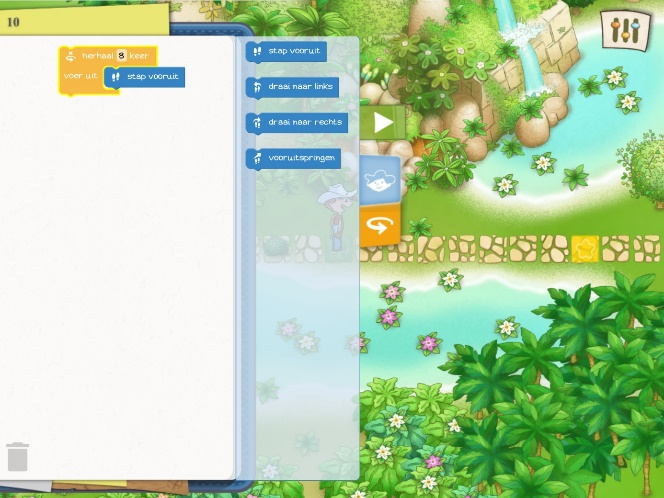 10
herhaal 8 keer
voer uit stap vooruit
stap vooruit
draai naar links
draai naar rechts
vooruitspringen